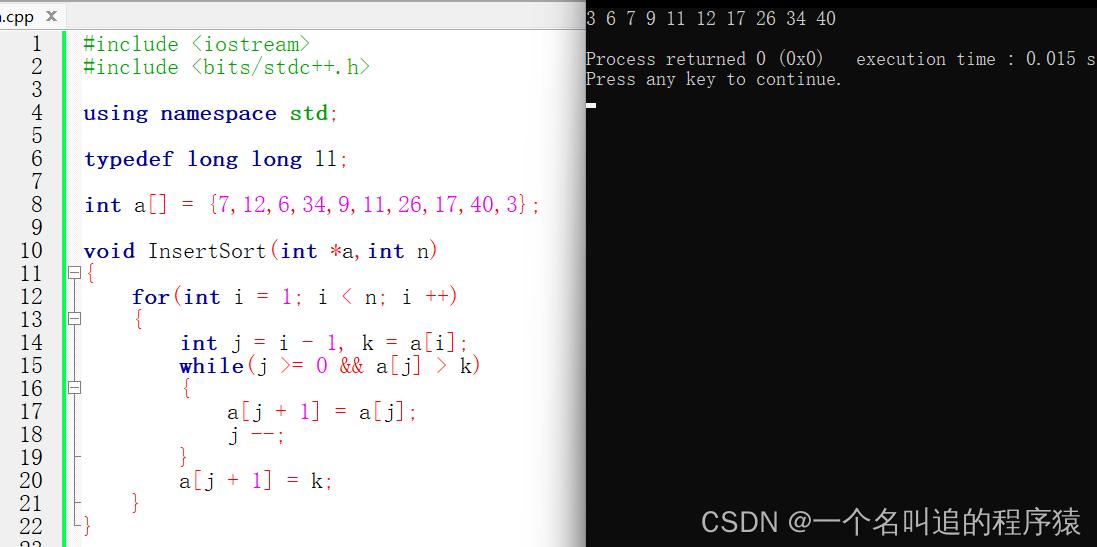 .cpp ×
1 #include <iostream>
2 #include <bits/stdc++.h>
3
4 using namespace std;
5
6 typedef long long ll;
7
8 int a[] = {7,12,6,34,9,11,26,17,40,3};
9
10 void InsertSort(int *a,int n)
11 {
12 for(int i = 1; i < n; i ++)
13 {
14 int j = i - 1, k = a[i];
15 while(j >= 0 && a[j] > k)
16 {
17 a[j + 1] = a[j];
18 j --;
19 }
20 a[j + 1] = k;
21 }
22 }
3 6 7 9 11 12 17 26 34 40
Process returned 0 (0x0) execution time : 0.015 s
Press any key to continue.
CSDN @一个名叫追的程序猿